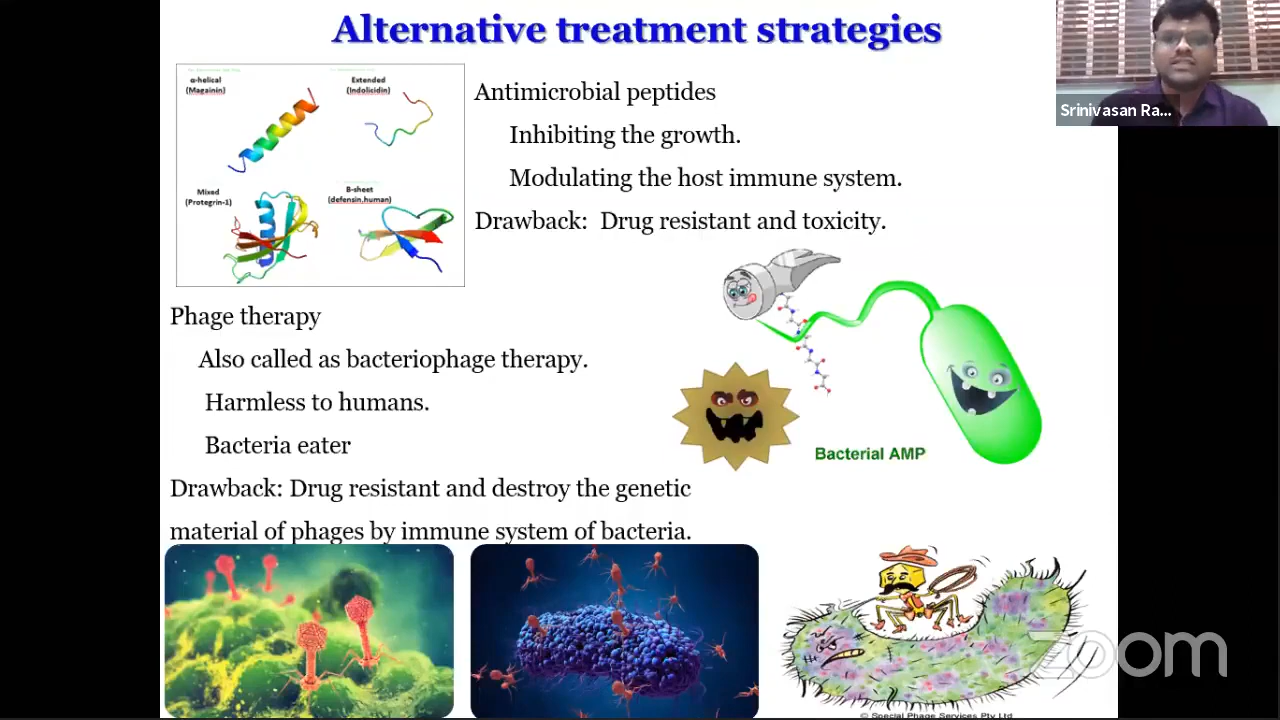 Alternative treatment strategies
α-helical
(Magainin)
Extended
(Indolicidin)
Mixed
(Protegrin-1)
B-sheet
(defensin,human)
Antimicrobial peptides
Inhibiting the growth.
Modulating the host immune system.
Drawback: Drug resistant and toxicity.
Srinivasan Ra...
Phage therapy
Also called as bacteriophage therapy.
Harmless to humans.
Bacteria eater
Drawback: Drug resistant and destroy the genetic
material of phages by immune system of bacteria.
Bacterial AMP
zoom
© Special Phage Services Pty Ltd